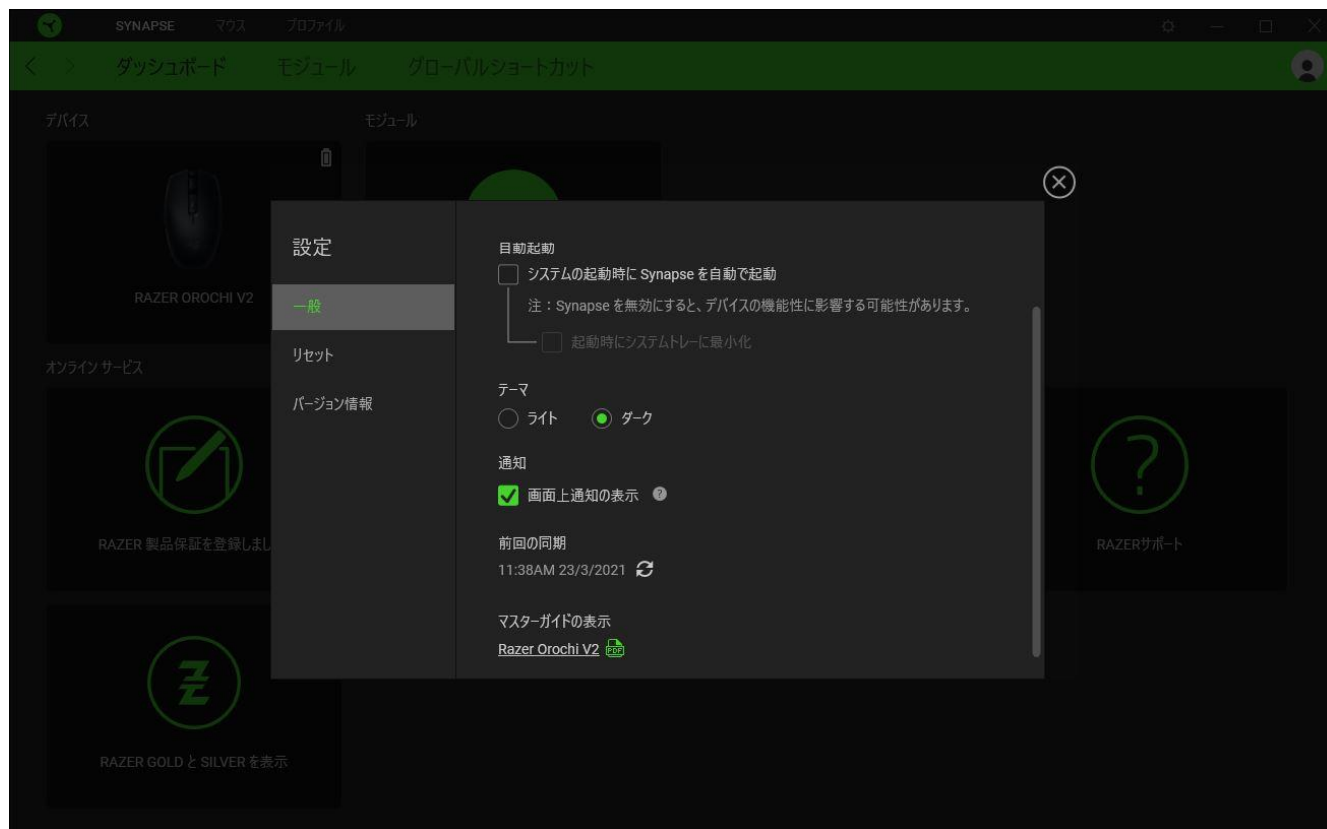 SYNAPSE マウス プロファイル
ダッシュボード モジュール グローバルショートカット
デバイス
モジュール
RAZER OROCHI V2
オンライン サービス
RAZER 製品保証を登録しまし
RAZERサポート
RAZER GOLD と SILVER を表示
設定
一般
リセット
バージョン情報
自動起動
システムの起動時に Synapse を自動で起動
注：Synapse を無効にすると、デバイスの機能性に影響する可能性があります。
起動時にシステムトレーに最小化
テーマ
ライト ダーク
通知
画面上通知の表示 ?
前回の同期
11:38AM 23/3/2021
マスターガイドの表示
Razer Orochi V2 PDF